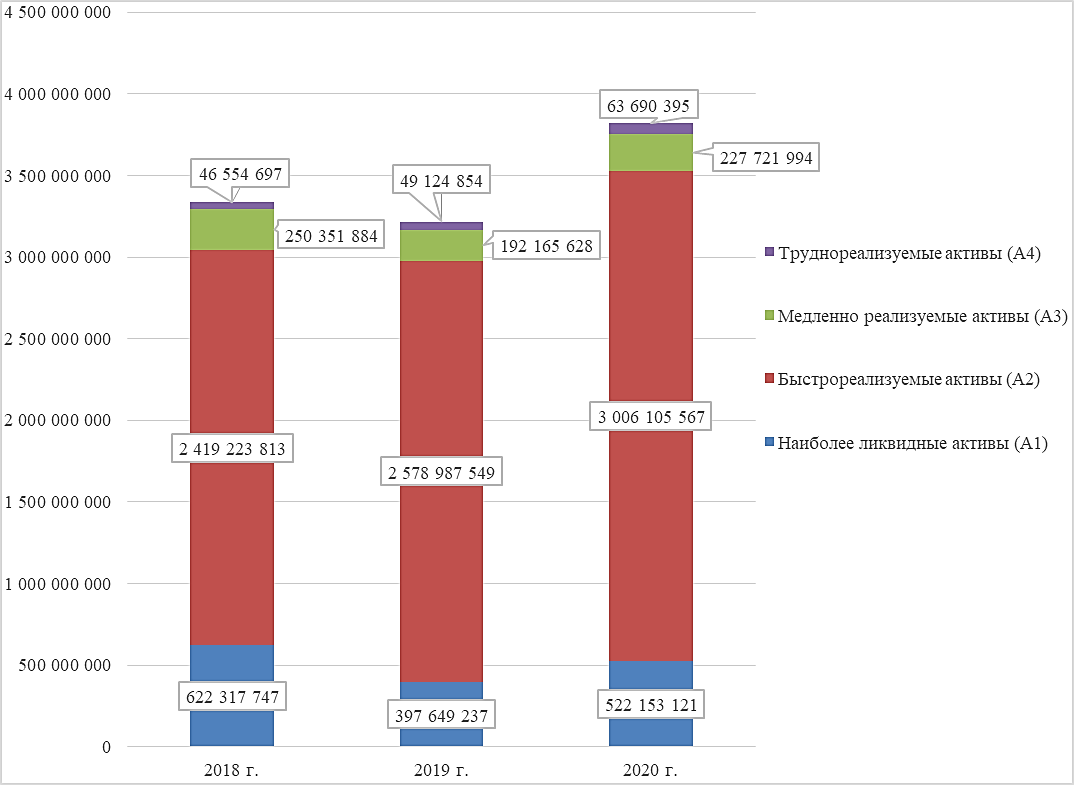 4 500 000 000
4 000 000 000
3 500 000 000
3 000 000 000
2 500 000 000
2 000 000 000
1 500 000 000
1 000 000 000
500 000 000
0
46 554 697
250 351 884
2 419 223 813
622 317 747
49 124 854
192 165 628
2 578 987 549
397 649 237
63 690 395
227 721 994
3 006 105 567
522 153 121
2018 г.
2019 г.
2020 г.
Труднореализуемые активы (А4)
Медленно реализуемые активы (А3)
Быстрореализуемые активы (А2)
Наиболее ликвидные активы (А1)